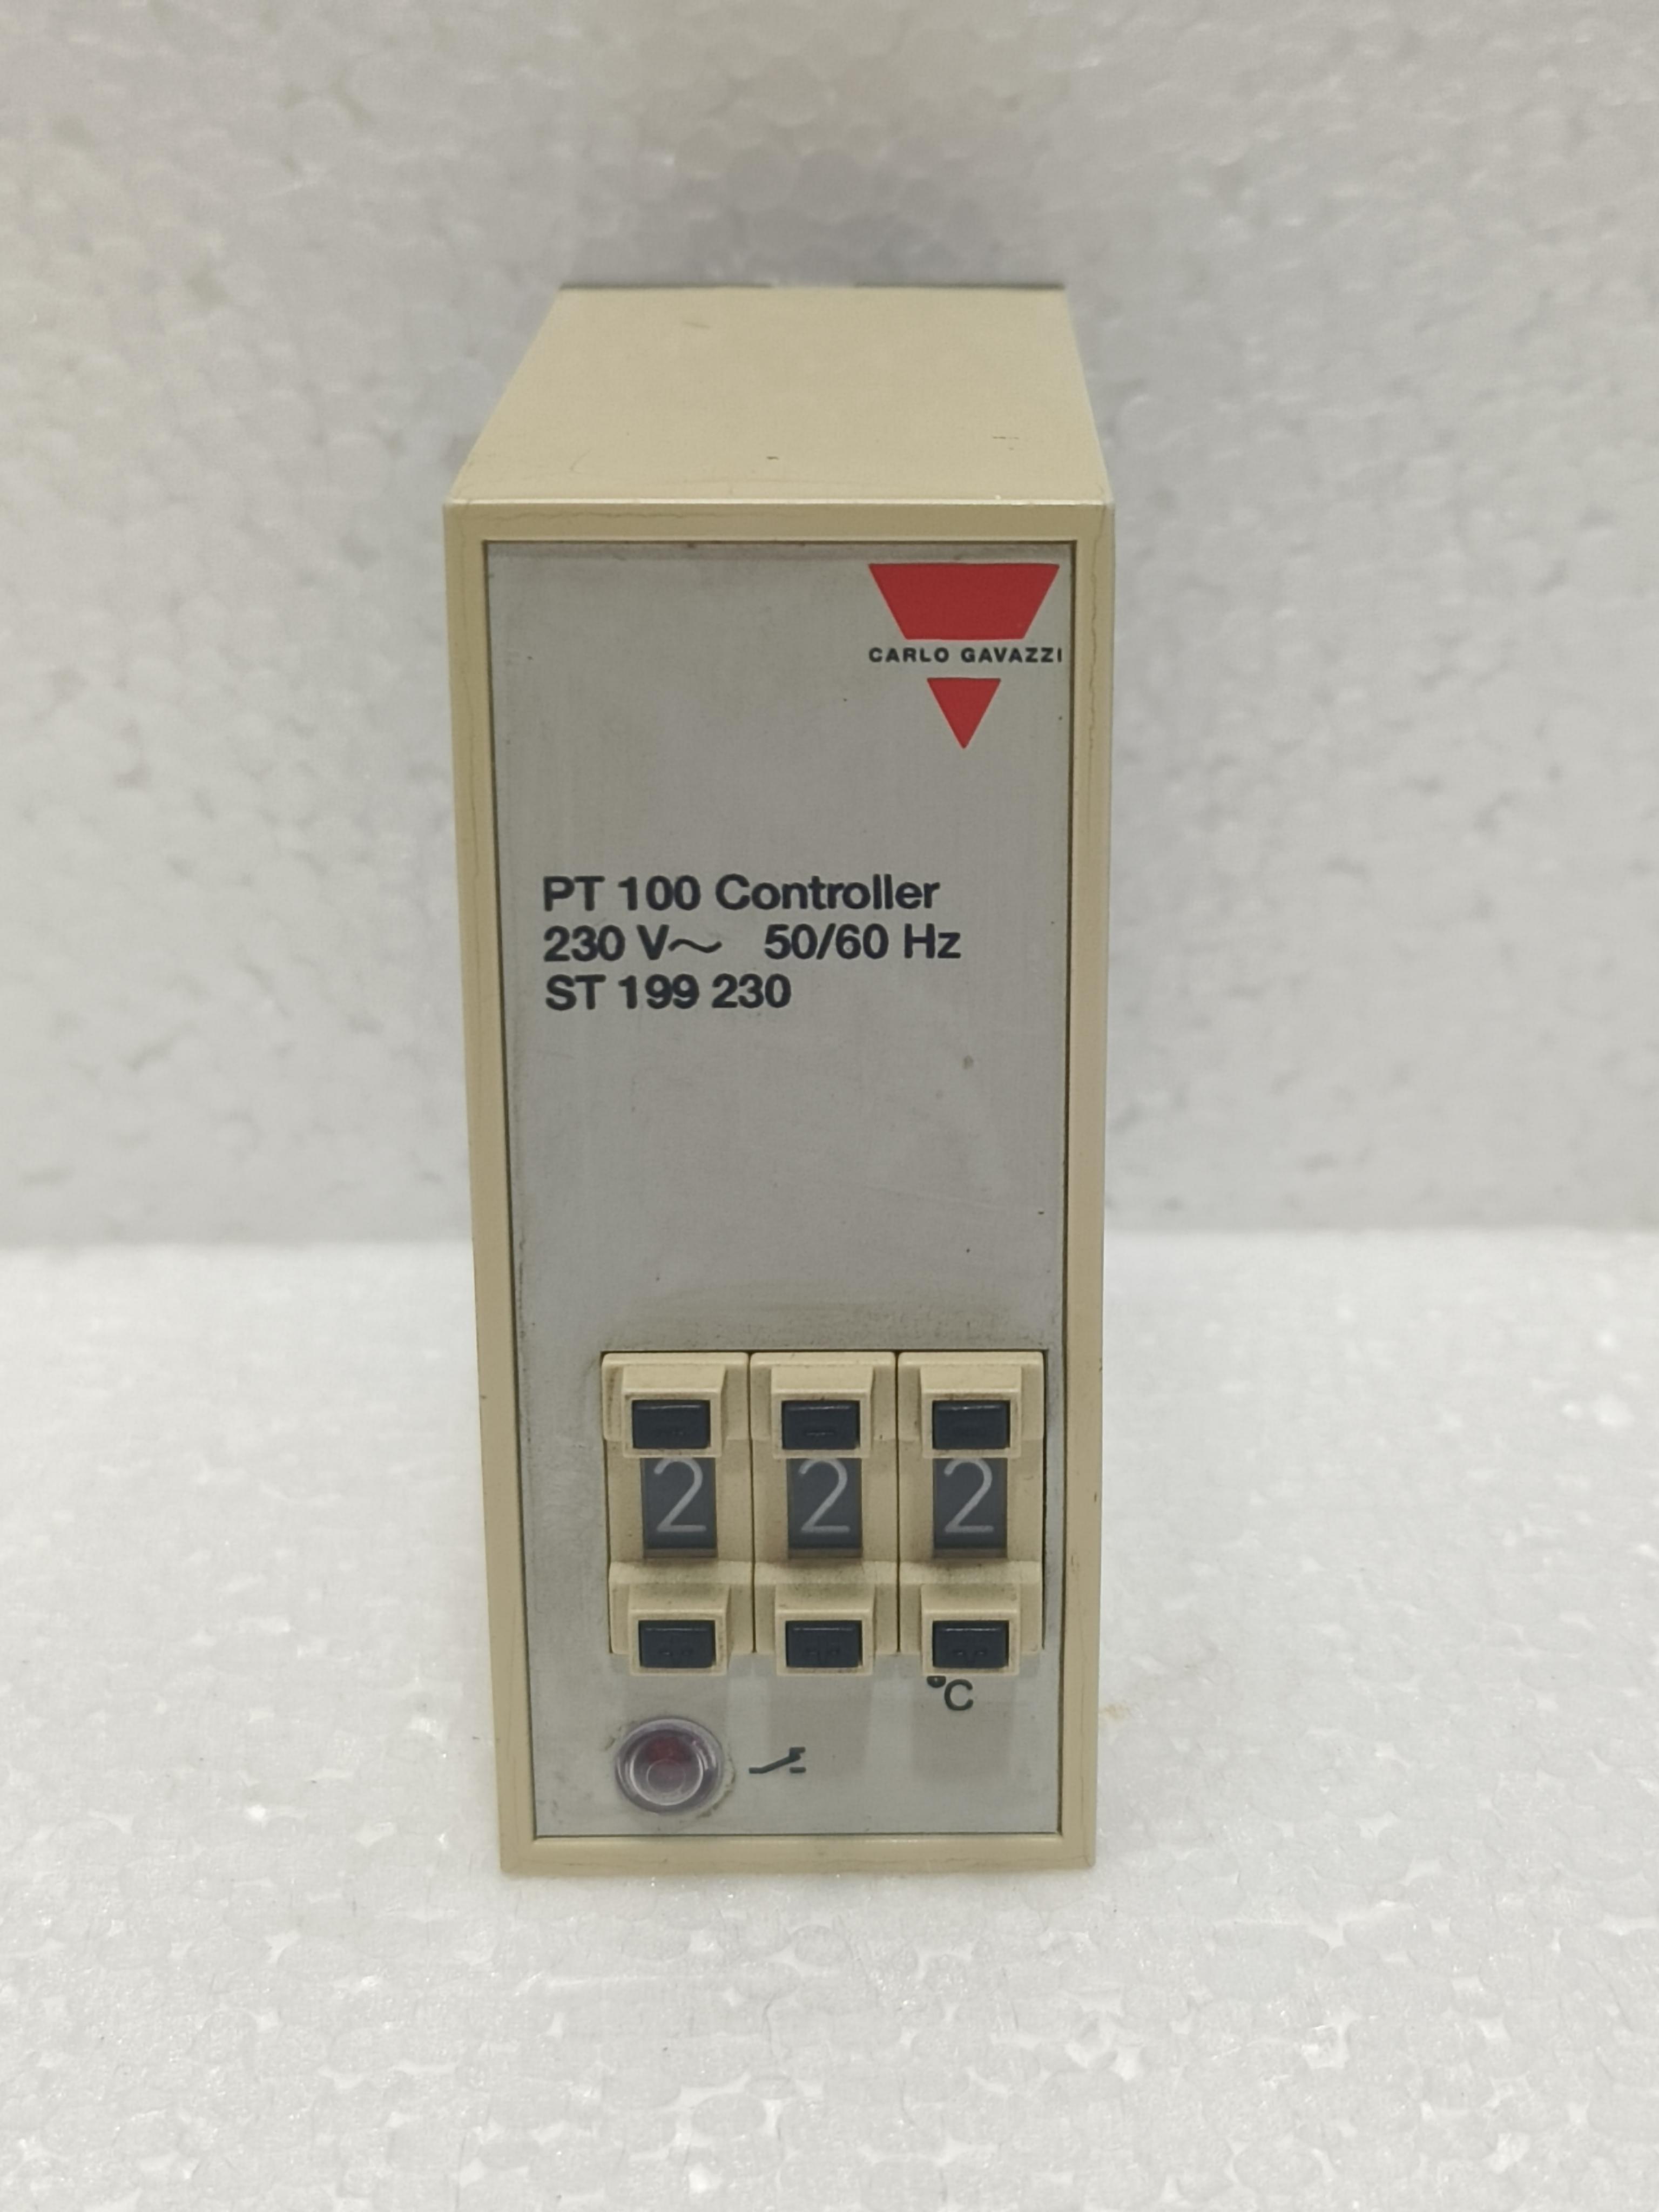 CARLO GAVAZZI
PT 100 Controller
230 V~ 50/60 Hz
ST 199 230
2 2 2
°C